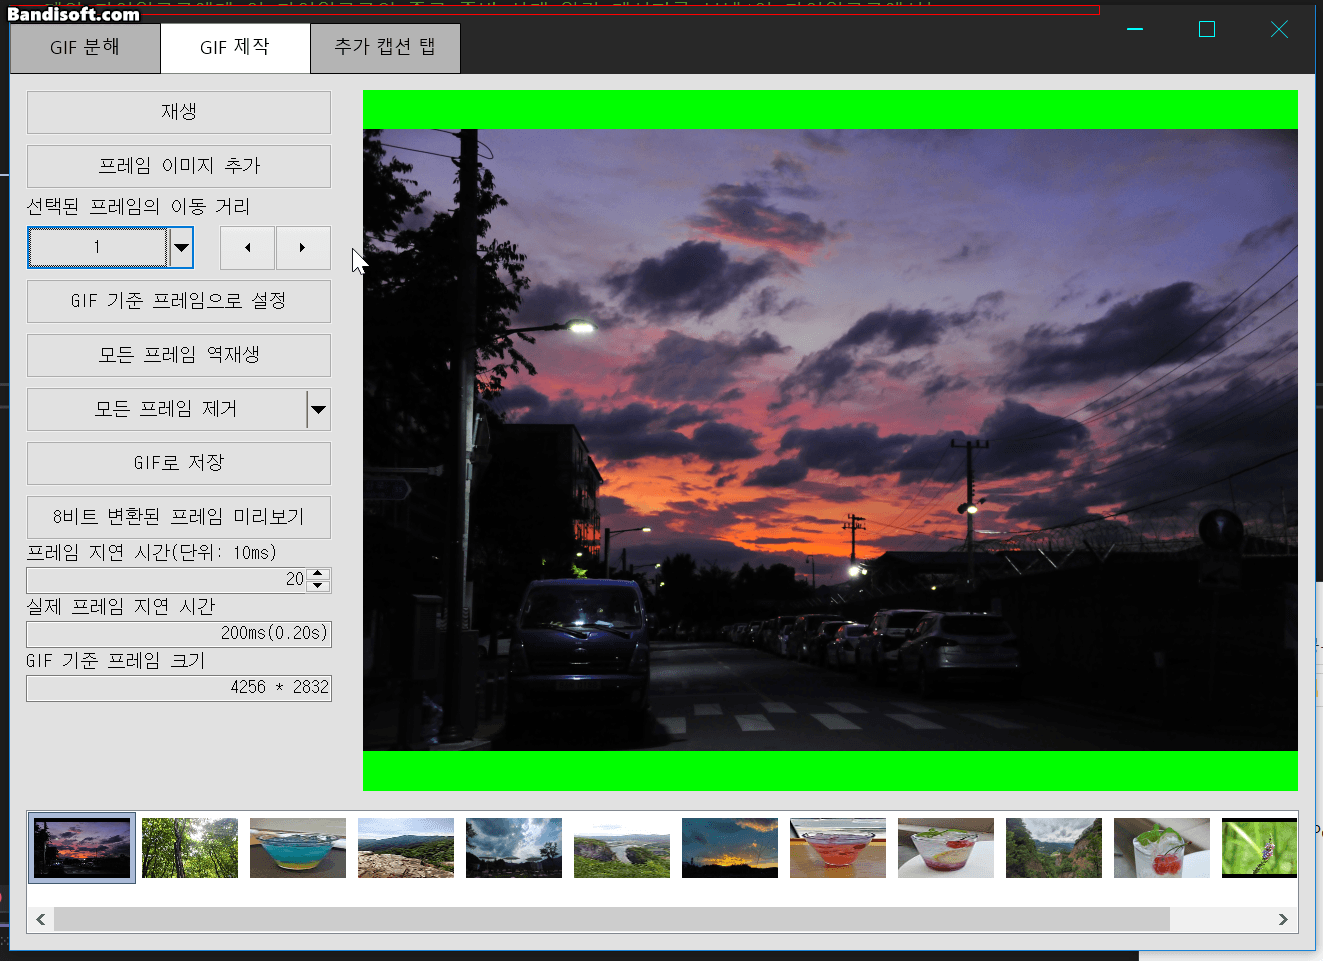 Bandisoft.com
GIF 분해
GIF 제작
추가 캡션 탭
재생
프레임 이미지 추가
선택된 프레임의 이동 거리
1
GIF 기준 프레임으로 설정
모든 프레임 역재생
모든 프레임 제거
GIF로 저장
8비트 변환된 프레임 미리보기
프레임 지연 시간(단위: 10ms)
20
실제 프레임 지연 시간
200ms(0.20s)
GIF 기준 프레임 크기
4256 * 2832